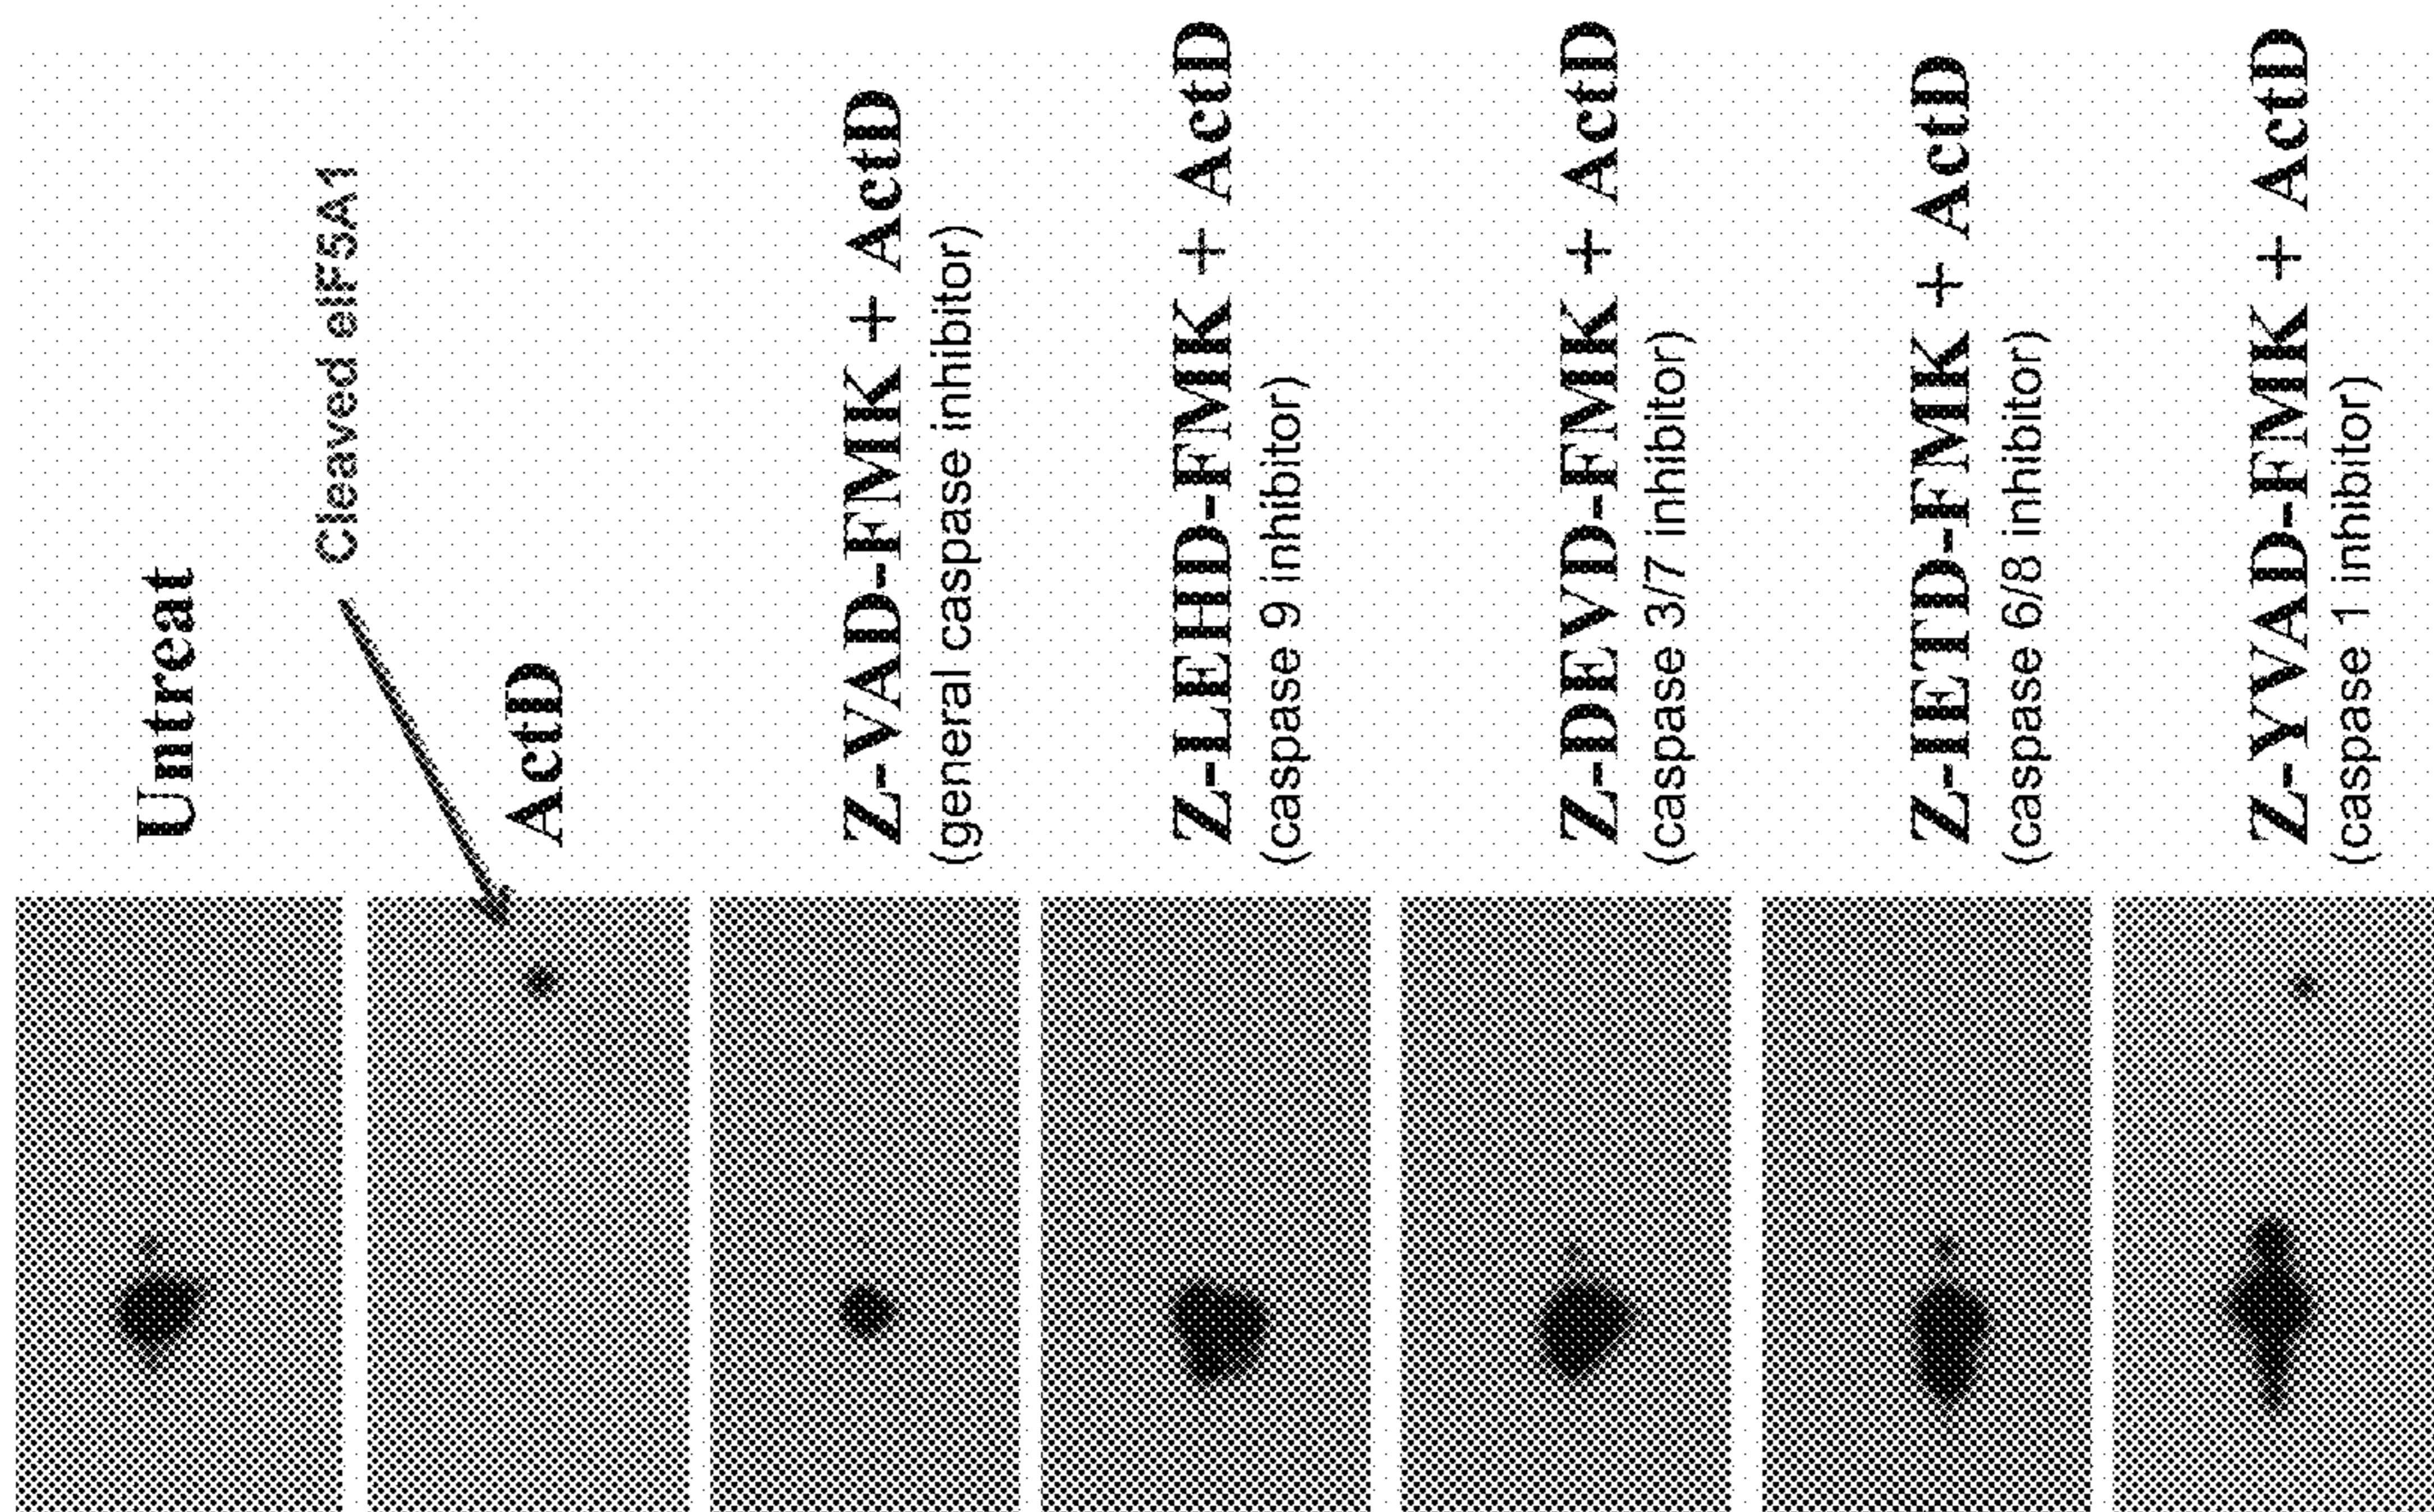 Untreat
Cleaved eIF5A1
ActD
Z-VAD-FMK + ActD
(general caspase inhibitor)
Z-LEHD-FMK + ActD
(caspase 9 inhibitor)
Z-DEVD-FMK + ActD
(caspase 3/7 inhibitor)
Z-IETD-FMK + ActD
(caspase 6/8 inhibitor)
Z-YVAD-FMK + ActD
(caspase 1 inhibitor)